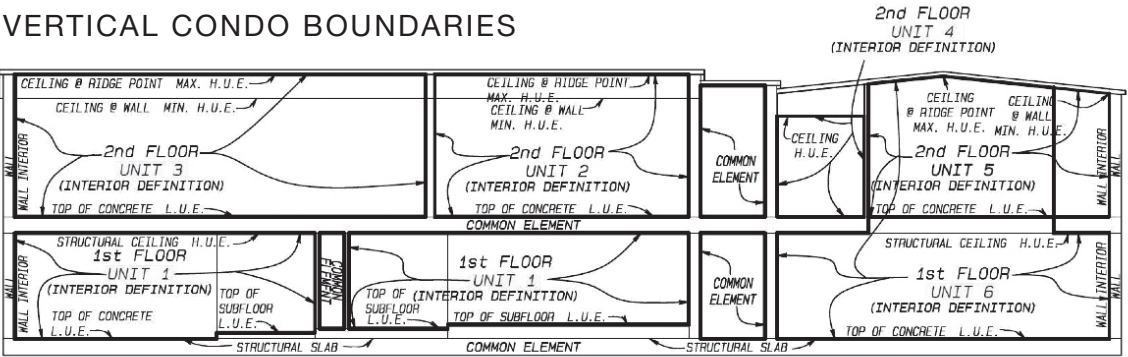 VERTICAL CONDO BOUNDARIES
2nd FLOOR
UNIT 4
(INTERIOR DEFINITION)
CEILING @ RIDGE POINT MAX. H.U.E.
CEILING @ WALL MIN. H.U.E.
WALL
WALL INTERIOR
2nd FLOOR
UNIT 3
(INTERIOR DEFINITION)
TOP OF CONCRETE L.U.E.
CEILING @ RIDGE POINT
MAX. H.U.E.
CEILING @ WALL
MIN. H.U.E.
2nd FLOOR
UNIT 2
(INTERIOR DEFINITION)
TOP OF CONCRETE L.U.E.
COMMON ELEMENT
COMMON
ELEMENT
CEILING
H.U.E.
CEILING
@ RIDGE POINT
MAX. H.U.E.
CEILING
@ WALL
MIN. H.U.E.
2nd FLOOR
UNIT 5
(INTERIOR DEFINITION)
TOP OF CONCRETE L.U.E.
WALL INTERIOR
WALL
WALL
WALL INTERIOR
STRUCTURAL CEILING H.U.E.
1st FLOOR
UNIT 1
(INTERIOR DEFINITION)
TOP OF CONCRETE
L.U.E.
TOP OF
SUBFLOOR
L.U.E.
COMMON
ELEMENT
1st FLOOR
UNIT 1
(INTERIOR DEFINITION)
TOP OF
SUBFLOOR
L.U.E.
TOP OF SUBFLOOR L.U.E.
COMMON
ELEMENT
STRUCTURAL CEILING H.U.E.
1st FLOOR
UNIT 6
(INTERIOR DEFINITION)
TOP OF CONCRETE L.U.E.
WALL INTERIOR
WALL
STRUCTURAL SLAB
COMMON ELEMENT
STRUCTURAL SLAB